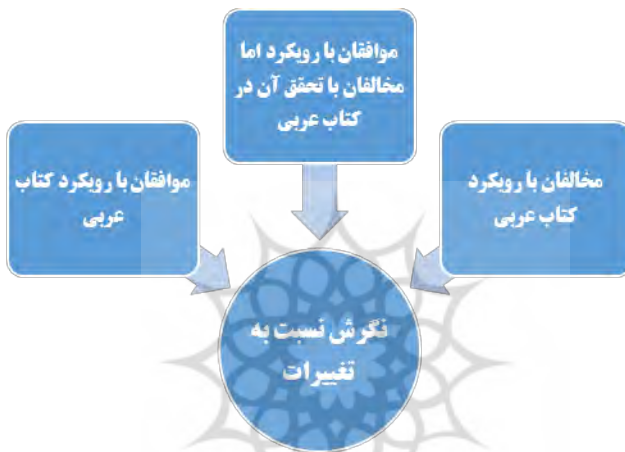 موافقان با رویکرد اما
مخالفان با تحقق آن در
کتاب عربی
مخالفان با رویکرد
کتاب عربی
موافقان با رویکرد کتاب
عربی
نگرش نسبت به
تغییرات